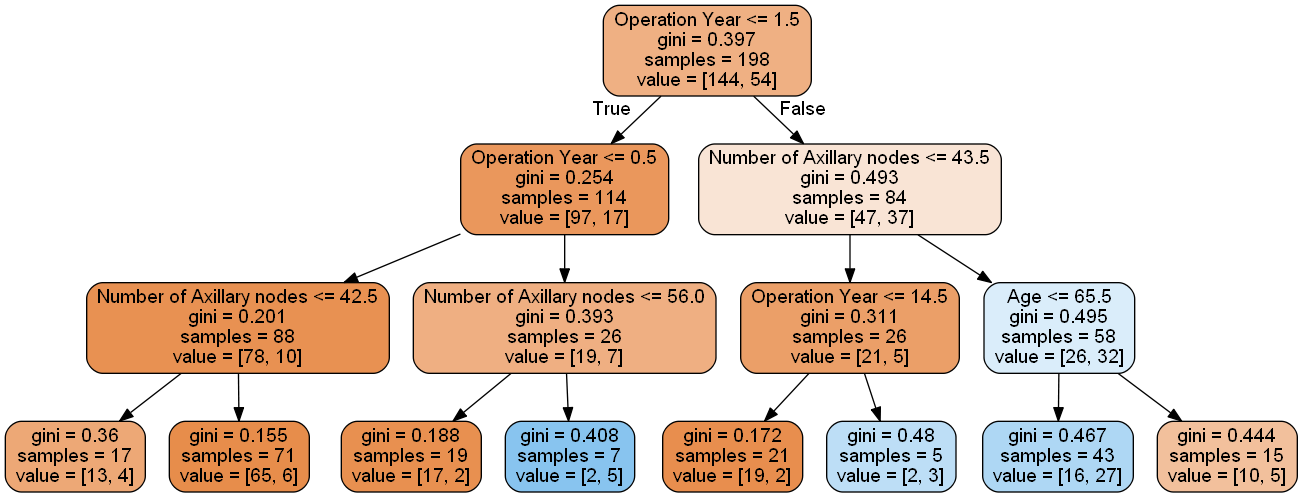 Operation Year <= 1.5
gini = 0.397
samples = 198
value = [144, 54]
True
False
Operation Year <= 0.5
gini = 0.254
samples = 114
value = [97, 17]
Number of Axillary nodes <= 43.5
gini = 0.493
samples = 84
value = [47, 37]
Number of Axillary nodes <= 42.5
gini = 0.201
samples = 88
value = [78, 10]
Number of Axillary nodes <= 56.0
gini = 0.393
samples = 26
value = [19, 7]
Operation Year <= 14.5
gini = 0.311
samples = 26
value = [21, 5]
Age <= 65.5
gini = 0.495
samples = 58
value = [26, 32]
gini = 0.36
samples = 17
value = [13, 4]
gini = 0.155
samples = 71
value = [65, 6]
gini = 0.188
samples = 19
value = [17, 2]
gini = 0.408
samples = 7
value = [2, 5]
gini = 0.172
samples = 21
value = [19, 2]
gini = 0.48
samples = 5
value = [2, 3]
gini = 0.467
samples = 43
value = [16, 27]
gini = 0.444
samples = 15
value = [10, 5]